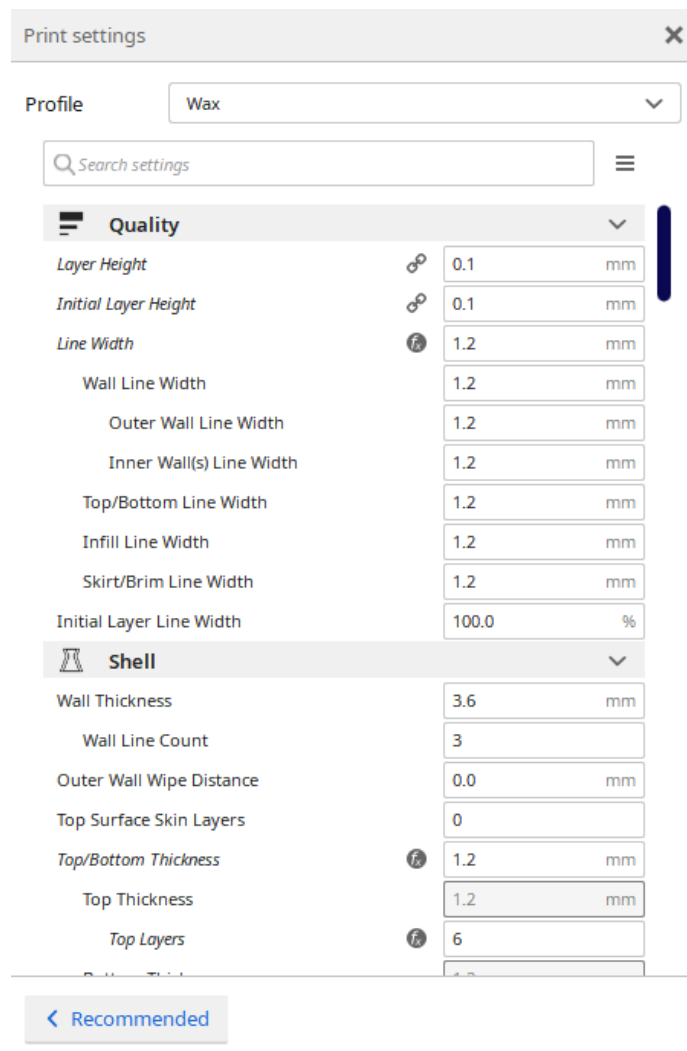 Print settings
Profile Wax
Search settings
Quality
Layer Height 0.1 mm
Initial Layer Height 0.1 mm
Line Width 1.2 mm
Wall Line Width 1.2 mm
Outer Wall Line Width 1.2 mm
Inner Wall(s) Line Width 1.2 mm
Top/Bottom Line Width 1.2 mm
Infill Line Width 1.2 mm
Skirt/Brim Line Width 1.2 mm
Initial Layer Line Width 100.0 %
Shell
Wall Thickness 3.6 mm
Wall Line Count 3
Outer Wall Wipe Distance 0.0 mm
Top Surface Skin Layers 0
Top/Bottom Thickness 1.2 mm
Top Thickness 1.2 mm
Top Layers 6
Recommended